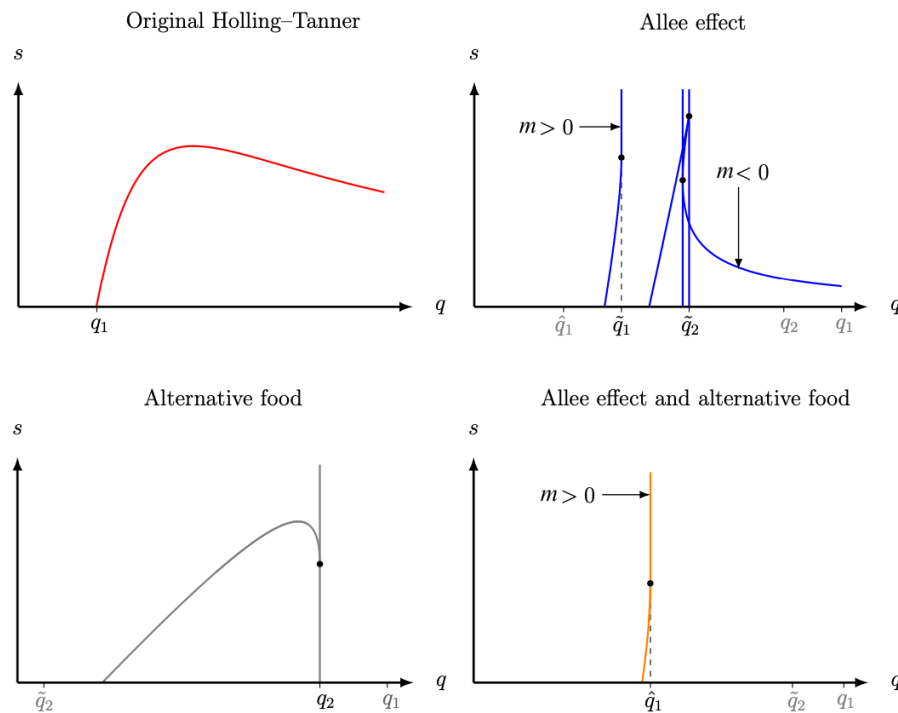 Original Holling–Tanner
s
q
q₁
Allee effect
s
m > 0
m < 0
q
q̂₁
q̃₁
q̃₂
q₂
q₁
Alternative food
s
q
q̃₂
q₂
q₁
Allee effect and alternative food
s
m > 0
q
q̂₁
q̃₂
q₁